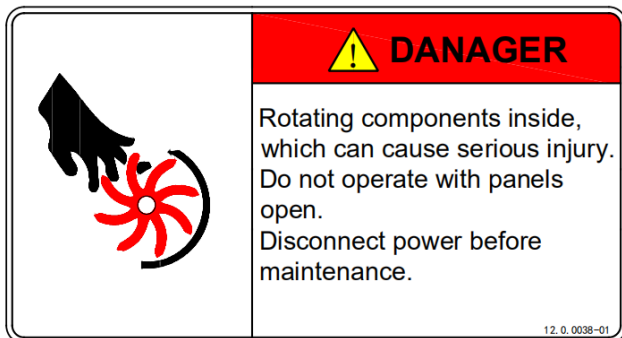 DANAGER
Rotating components inside,
which can cause serious injury.
Do not operate with panels
open.
Disconnect power before
maintenance.
12.0.0038-01